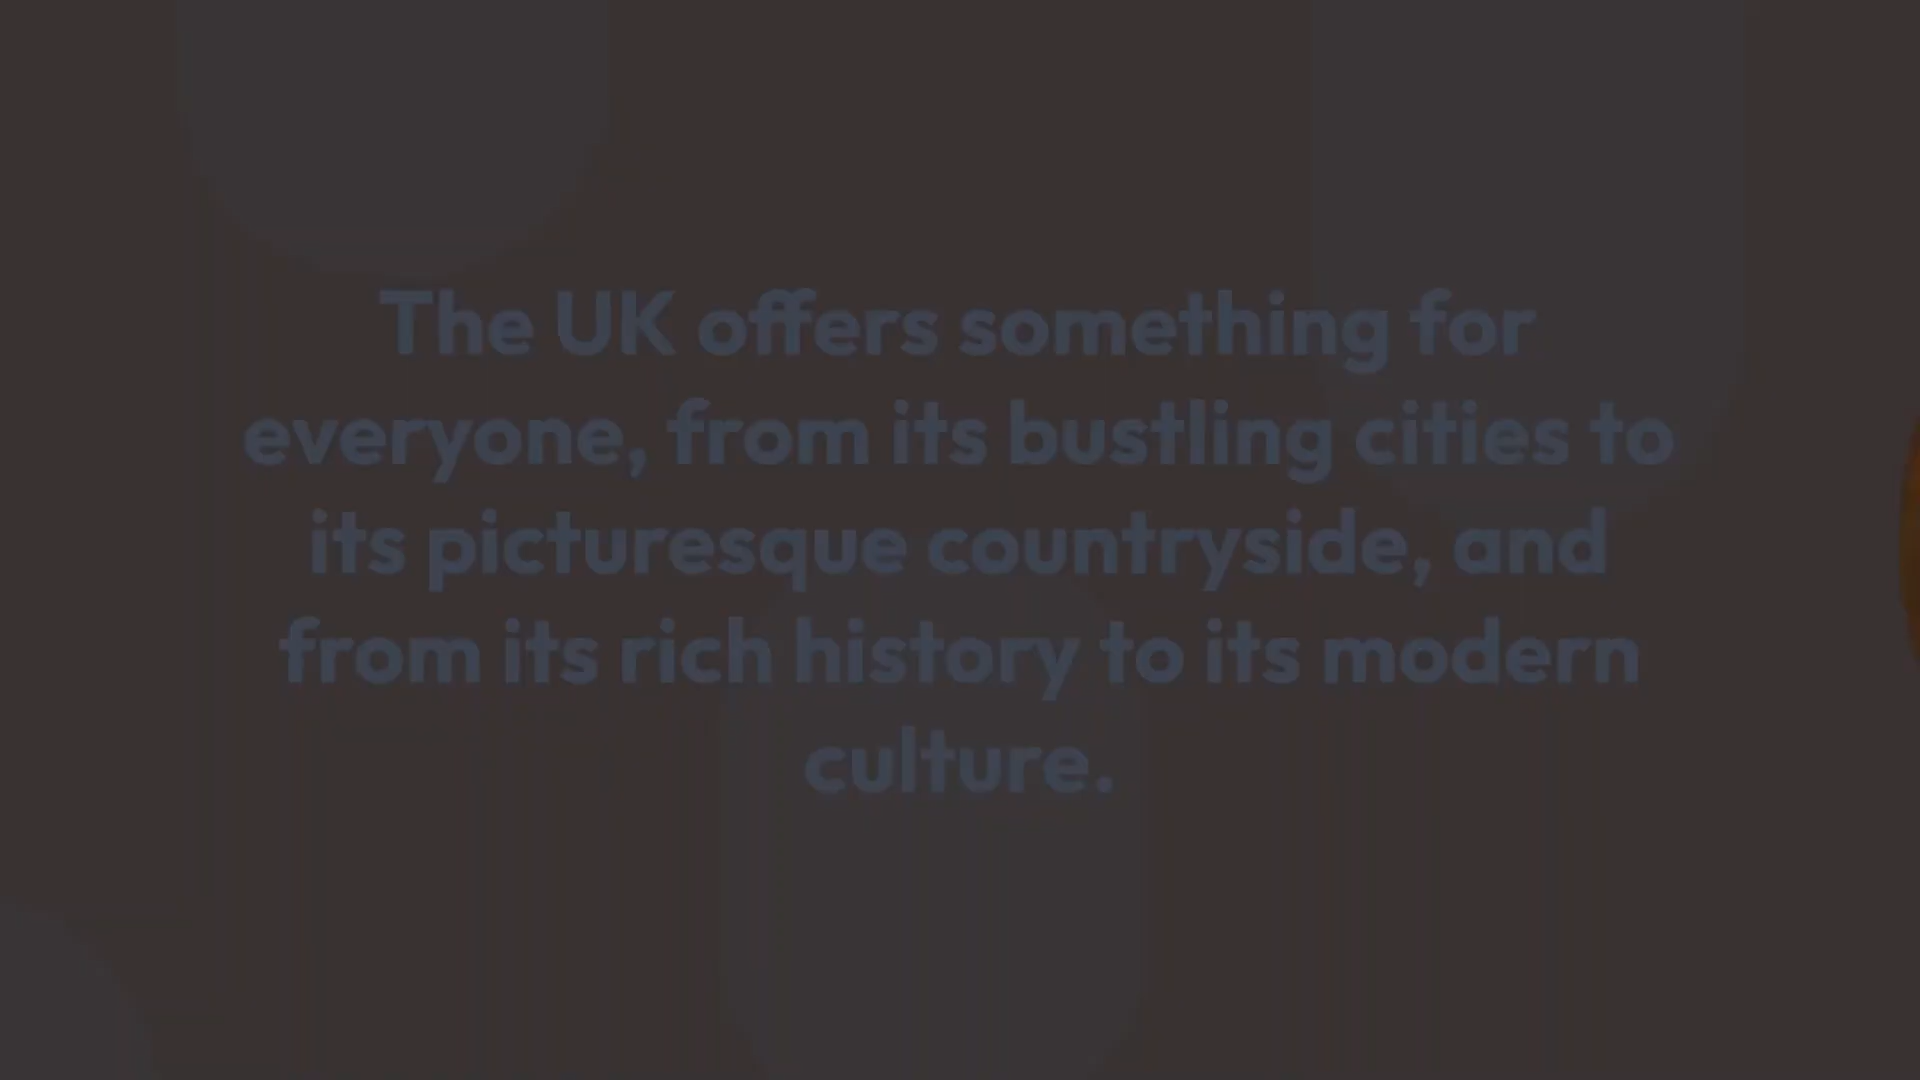 The UK offers something for
everyone, from its bustling cities to
its picturesque countryside, and
from its rich history to its modern
culture.